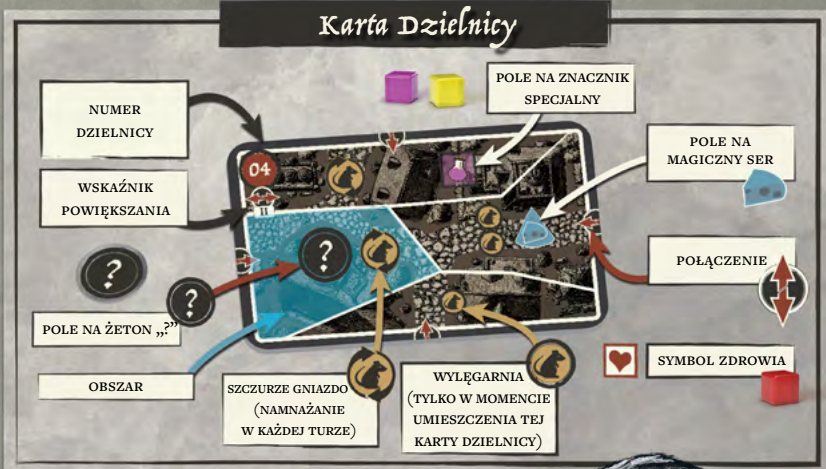 Karta Dzielnicy
NUMER
DZIELNICY
POLE NA ZNACZNIK
SPECJALNY
POLE NA
MAGICZNY SER
WSKAŹNIK
POWIĘKSZANIA
04
II
?
?
?
POLE NA ŻETON „?”
POŁĄCZENIE
OBSZAR
SZCZURZE GNIAZDO
(NAMNAŻANIE
W KAŻDEJ TURZE)
WYLĘGARNIA
(TYLKO W MOMENCIE
UMIESZCZENIA TEJ
KARTY DZIELNICY)
SYMBOL ZDROWIA